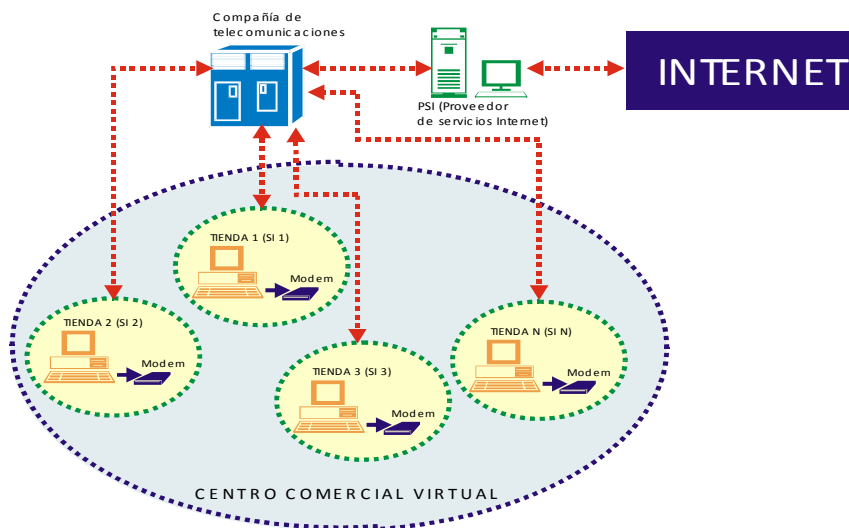 Compañía de
telecomunicaciones
INTERNET
PSI (Proveedor
de servicios Internet)
TIENDA 1 (SI 1)
Modem
TIENDA 2 (SI 2)
Modem
TIENDA N (SI N)
Modem
TIENDA 3 (SI 3)
Modem
CENTRO COMERCIAL VIRTUAL